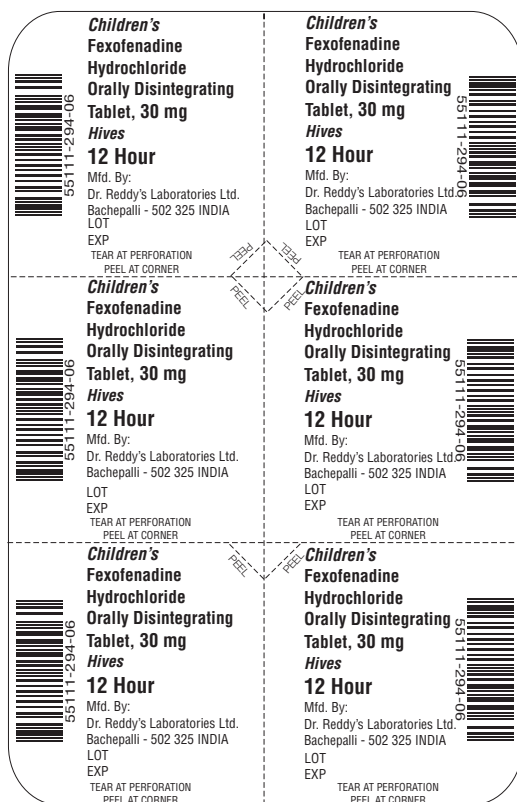 Children's
Fexofenadine
Hydrochloride
Orally Disintegrating
Tablet, 30 mg
Hives
12 Hour
Mfd. By:
Dr. Reddy's Laboratories Ltd.
Bachepalli - 502 325 INDIA
LOT
EXP
TEAR AT PERFORATION
PEEL AT CORNER
55111-294-06
PEEL
Children's
Fexofenadine
Hydrochloride
Orally Disintegrating
Tablet, 30 mg
Hives
12 Hour
Mfd. By:
Dr. Reddy's Laboratories Ltd.
Bachepalli - 502 325 INDIA
LOT
EXP
TEAR AT PERFORATION
PEEL AT CORNER
55111-294-06
PEEL
Children's
Fexofenadine
Hydrochloride
Orally Disintegrating
Tablet, 30 mg
Hives
12 Hour
Mfd. By:
Dr. Reddy's Laboratories Ltd.
Bachepalli - 502 325 INDIA
LOT
EXP
TEAR AT PERFORATION
PEEL AT CORNER
55111-294-06
PEEL
Children's
Fexofenadine
Hydrochloride
Orally Disintegrating
Tablet, 30 mg
Hives
12 Hour
Mfd. By:
Dr. Reddy's Laboratories Ltd.
Bachepalli - 502 325 INDIA
LOT
EXP
TEAR AT PERFORATION
PEEL AT CORNER
55111-294-06
PEEL
Children's
Fexofenadine
Hydrochloride
Orally Disintegrating
Tablet, 30 mg
Hives
12 Hour
Mfd. By:
Dr. Reddy's Laboratories Ltd.
Bachepalli - 502 325 INDIA
LOT
EXP
TEAR AT PERFORATION
PEEL AT CORNER
55111-294-06
PEEL
Children's
Fexofenadine
Hydrochloride
Orally Disintegrating
Tablet, 30 mg
Hives
12 Hour
Mfd. By:
Dr. Reddy's Laboratories Ltd.
Bachepalli - 502 325 INDIA
LOT
EXP
TEAR AT PERFORATION
PEEL AT CORNER
55111-294-06
PEEL